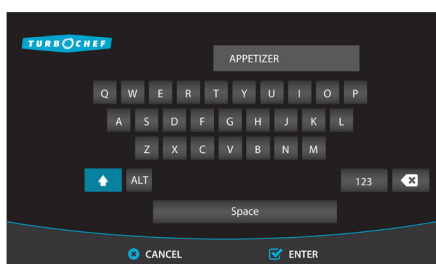 TURBOCHEF
APPETIZER
Q W E R T Y U I O P
A S D F G H J K L
Z X C V B N M
ALT 123
Space
CANCEL ENTER